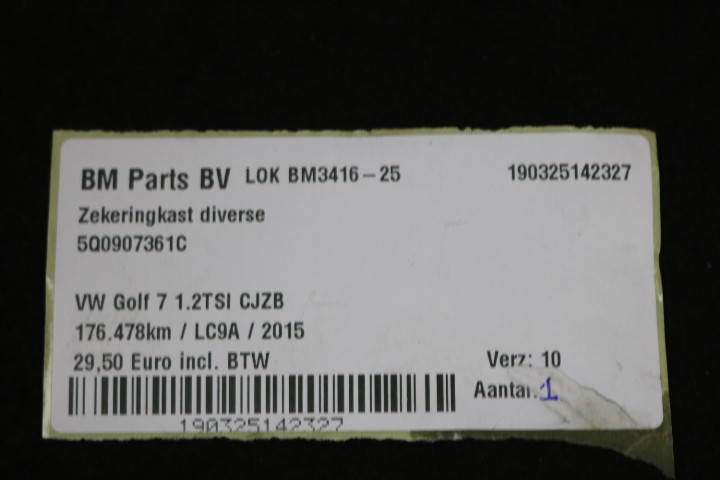 BM Parts BV LOK BM3416-25 190325142327
Zekeringkast diverse
5Q0907361C
VW Golf 7 1.2TSI CJZB
176.478km / LC9A / 2015
29,50 Euro incl. BTW Verz: 10
Aantal: 1
190325142327